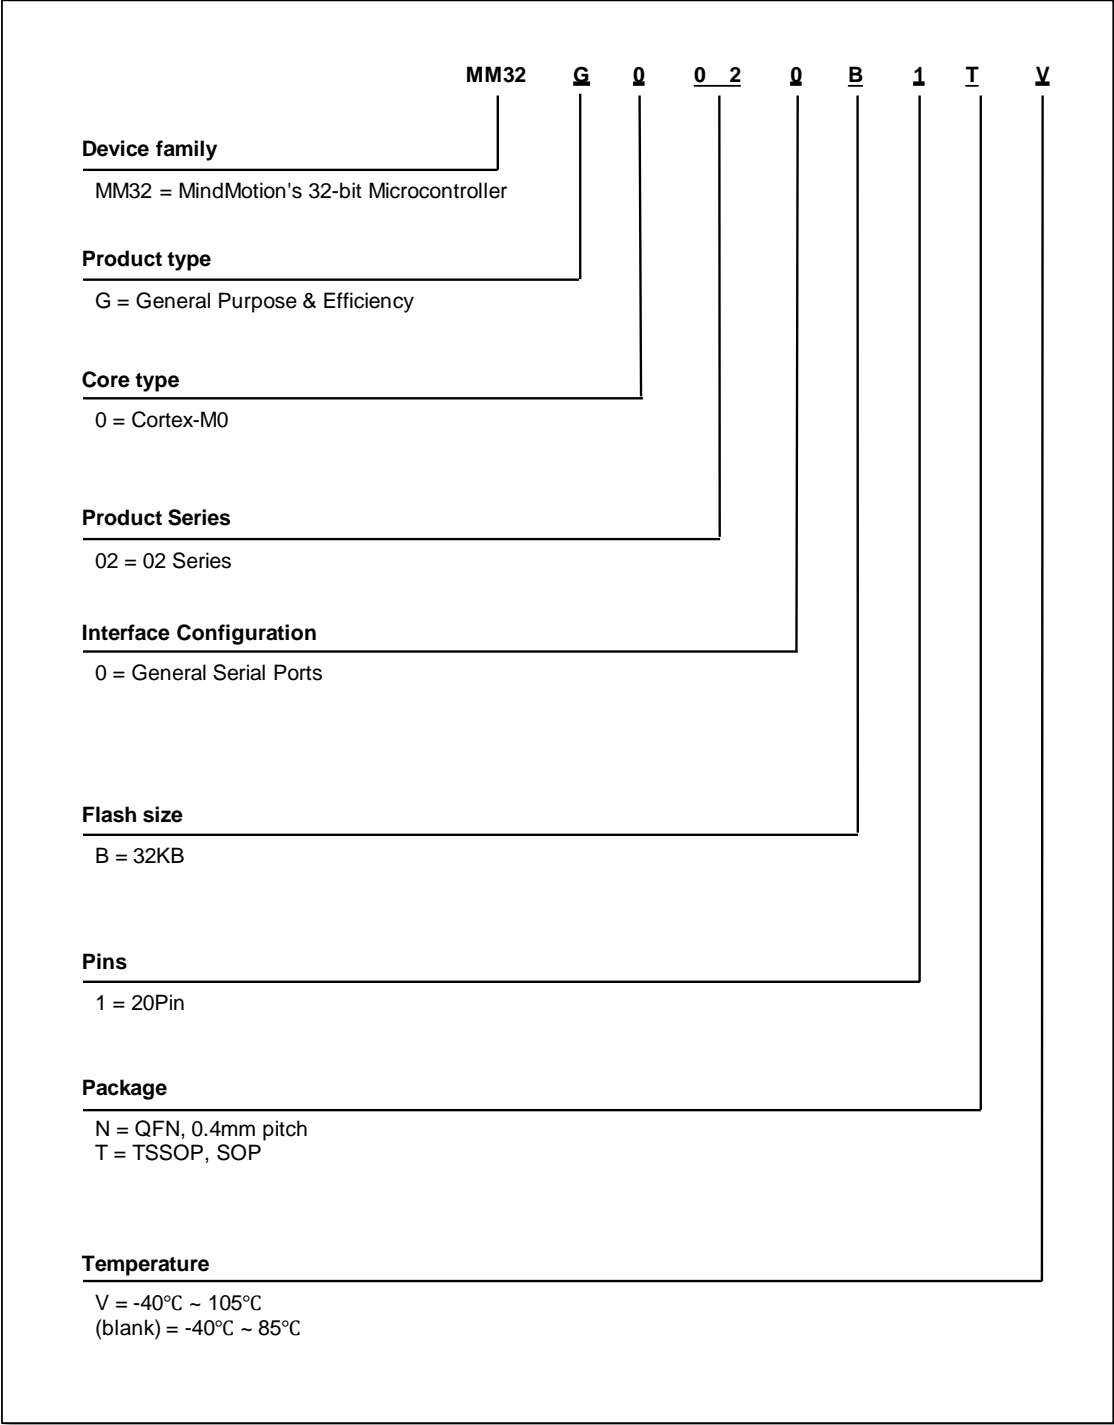 MM32 G 0 0 2 0 B 1 T V
Device family
MM32 = MindMotion's 32-bit Microcontroller
Product type
G = General Purpose & Efficiency
Core type
0 = Cortex-M0
Product Series
02 = 02 Series
Interface Configuration
0 = General Serial Ports
Flash size
B = 32KB
Pins
1 = 20Pin
Package
N = QFN, 0.4mm pitch
T = TSSOP, SOP
Temperature
V = -40℃ ~ 105℃
(blank) = -40℃ ~ 85℃